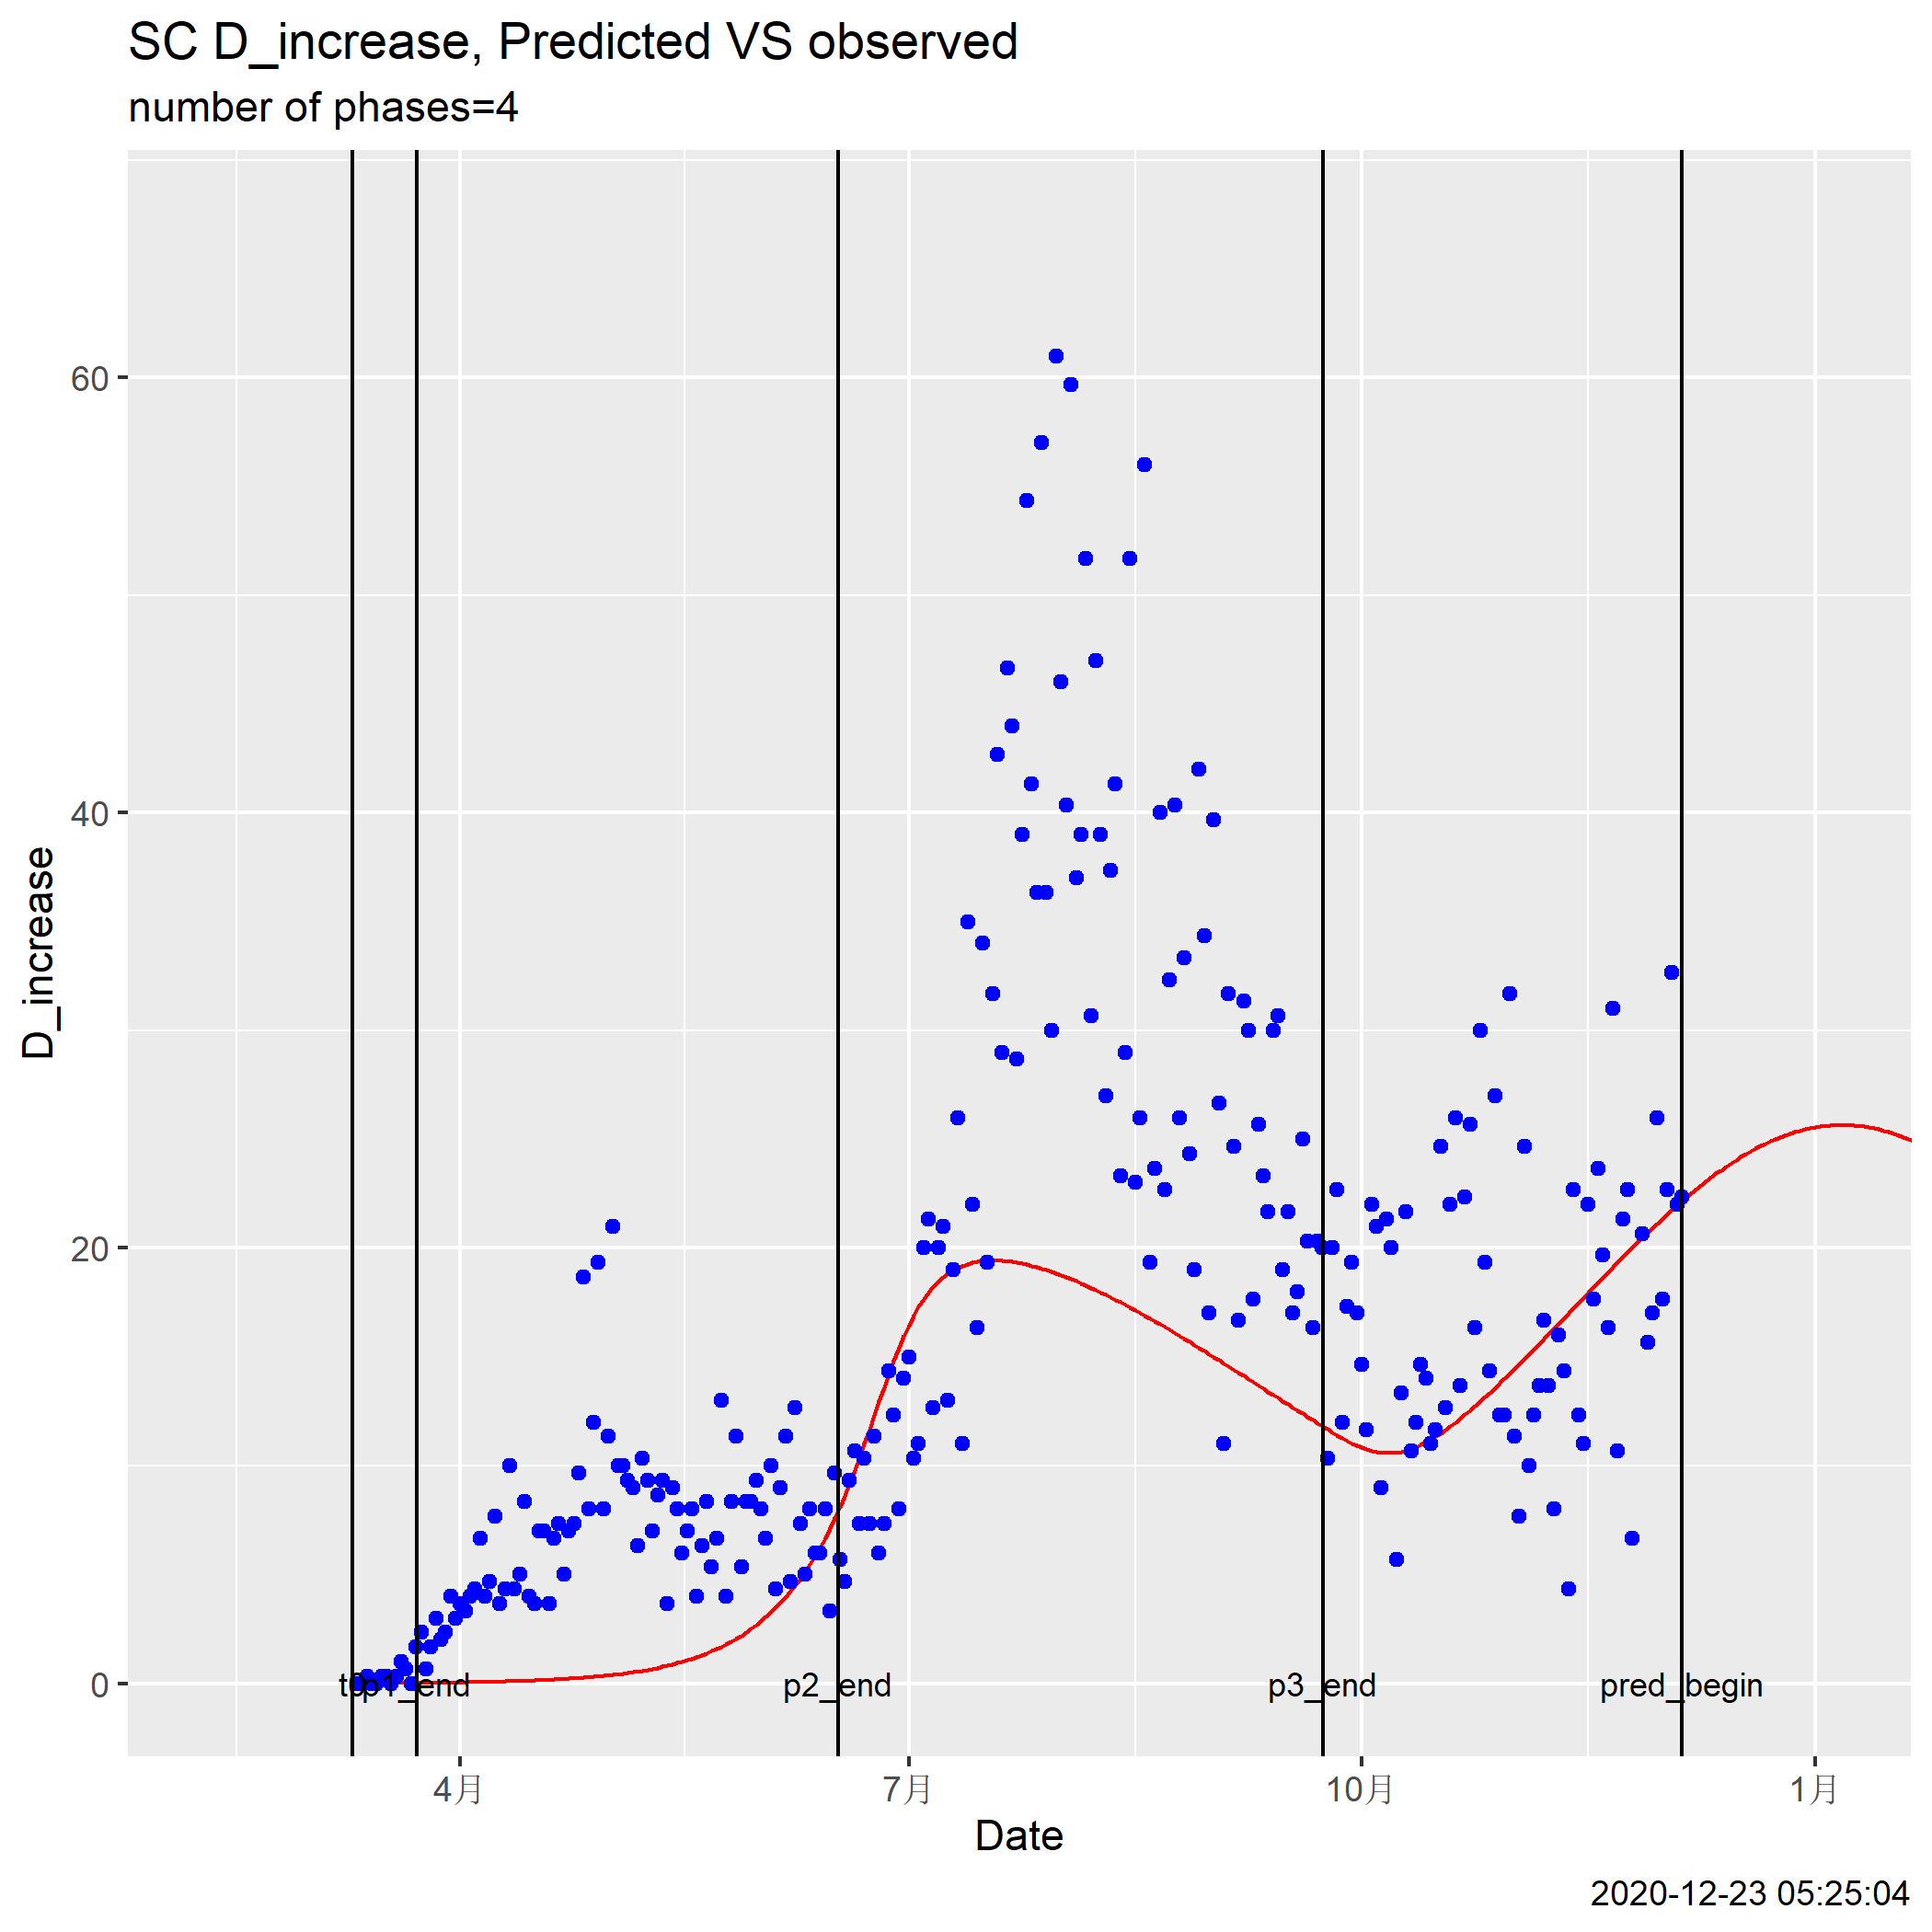 SC D_increase, Predicted VS observed
number of phases=4
D_increase
60
40
20
0
p1_end
p2_end
p3_end
pred_begin
4月
7月
10月
1月
Date
2020-12-23 05:25:04